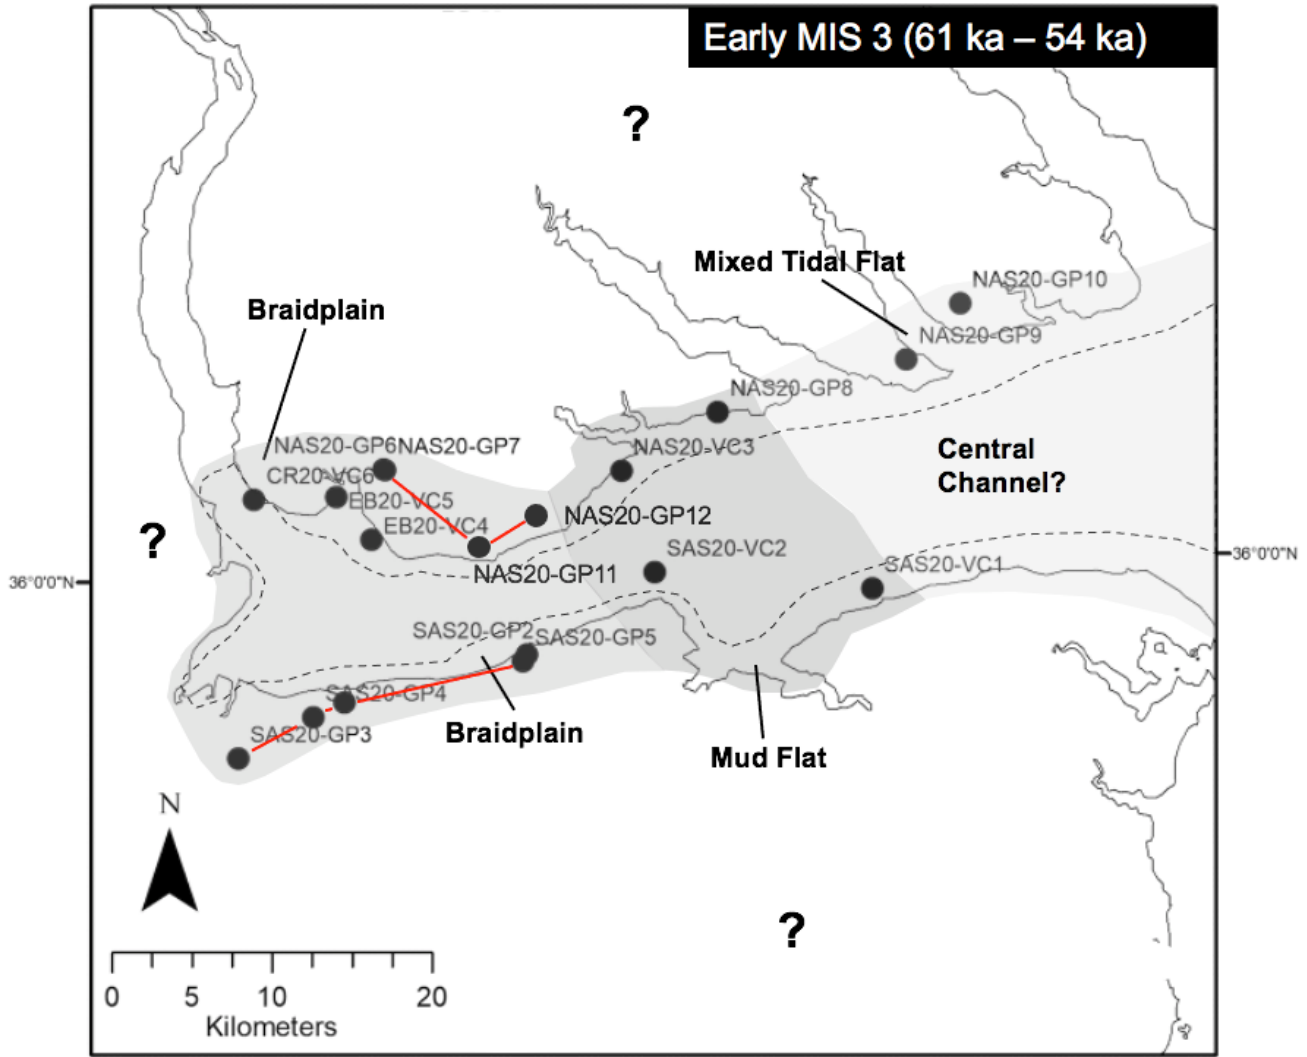 Early MIS 3 (61 ka – 54 ka)
?
Mixed Tidal Flat
NAS20-GP10
Braidplain
NAS20-GP9
NAS20-GP8
NAS20-GP6NAS20-GP7
NAS20-VC3
Central
Channel?
CR20-VC6
EB20-VC5
NAS20-GP12
EB20-VC4
?
SAS20-VC2
36°0'0"N
SAS20-VC1
NAS20-GP11
36°0'0"N
SAS20-GP2
SAS20-GP5
SAS20-GP4
SAS20-GP3
Braidplain
Mud Flat
N
?
0 5 10 20
Kilometers